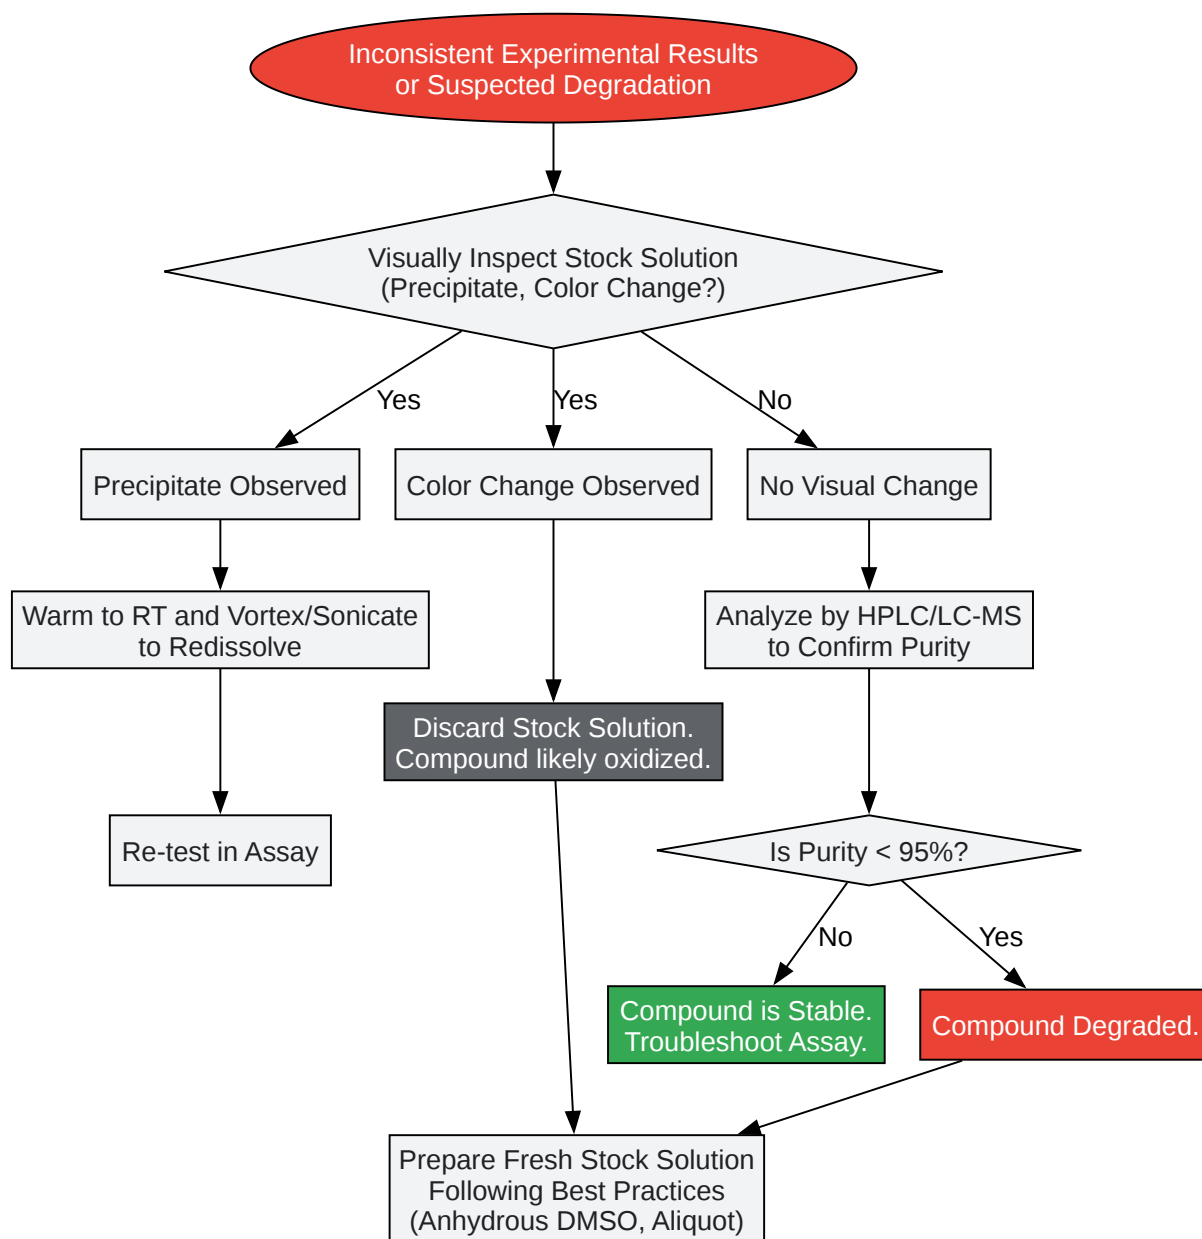 Inconsistent Experimental Results
or Suspected Degradation
Visually Inspect Stock Solution
(Precipitate, Color Change?)
Yes
Yes
No
Precipitate Observed
Color Change Observed
No Visual Change
Warm to RT and Vortex/Sonicate
to Redissolve
Analyze by HPLC/LC-MS
to Confirm Purity
Discard Stock Solution.
Compound likely oxidized.
Re-test in Assay
Is Purity < 95%?
No
Yes
Compound is Stable.
Troubleshoot Assay.
Compound Degraded.
Prepare Fresh Stock Solution
Following Best Practices
(Anhydrous DMSO, Aliquot)